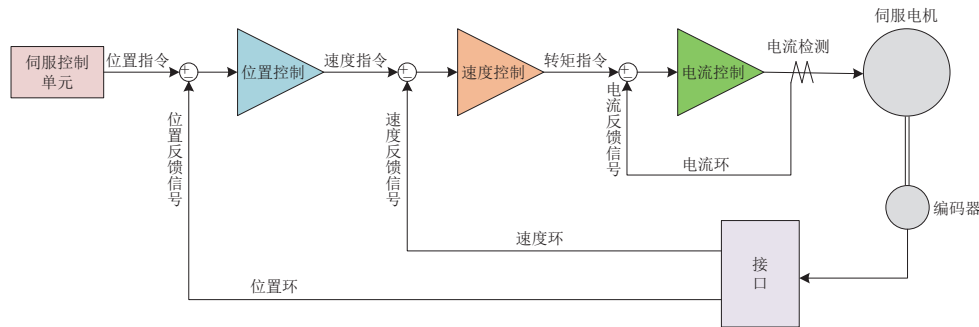 伺服控制
单元
位置指令
位置控制
速度指令
速度控制
转矩指令
电流控制
电流检测
伺服电机
位置反馈信号
速度反馈信号
电流反馈信号
电流环
编码器
速度环
位置环
接
口